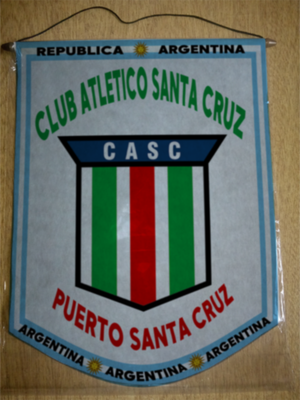 REPUBLICA ARGENTINA
CLUB ATLETICO SANTA CRUZ
CASC
PUERTO SANTA CRUZ
ARGENTINA ARGENTINA ARGENTINA